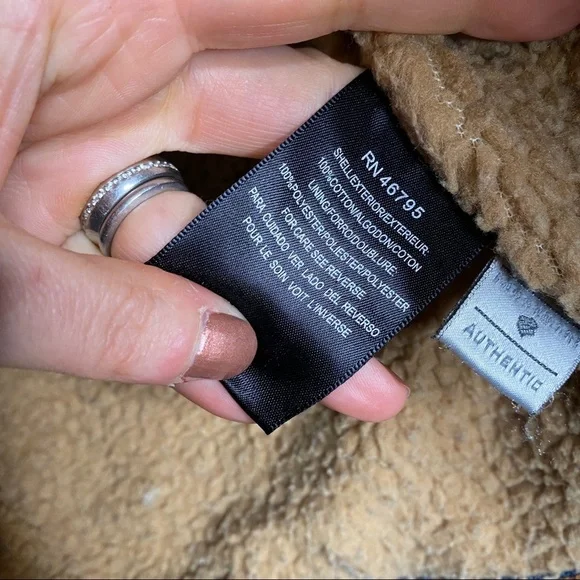 RN 46795
SHELL/EXTERIOR/EXTERIEUR:
100%COTTON/ALGODON/COTON
LINING/FORRO/DOUBLURE:
100%POLYESTER/POLIESTER/POLYESTER
FOR CARE SEE REVERSE
PARA CUIDADO VER LADO DEL REVERSO
POUR LE SOIN VOIT L'INVERSE
AUTHENTIC